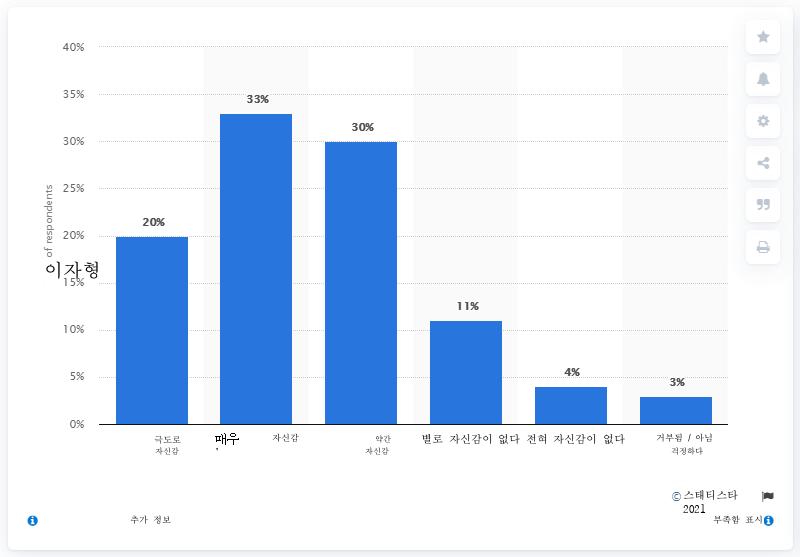 40%
35%
33%
30%
30%
25%
20%
20%
of respondents
이자형
15%
11%
10%
5%
4%
3%
0%
극도로 자신감
매우, 자신감
약간 자신감
별로 자신감이 없다
전혀 자신감이 없다
거부됨 / 아님
걱정하다
© 스태티스타 2021
추가 정보
부족함 표시